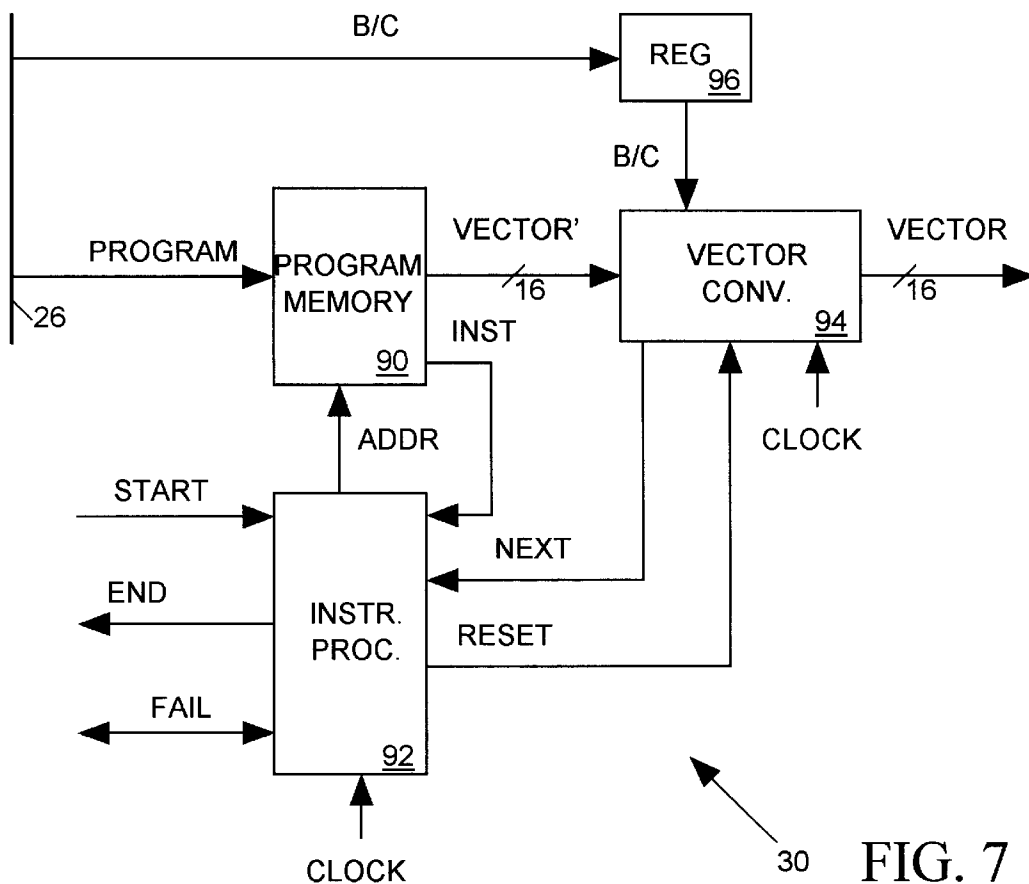 B/C
REG
96
B/C
PROGRAM
PROGRAM
MEMORY
90
VECTOR'
16
VECTOR
CONV.
94
VECTOR
16
26
INST
ADDR
CLOCK
START
NEXT
END
INSTR.
PROC.
92
RESET
FAIL
CLOCK
30
FIG. 7